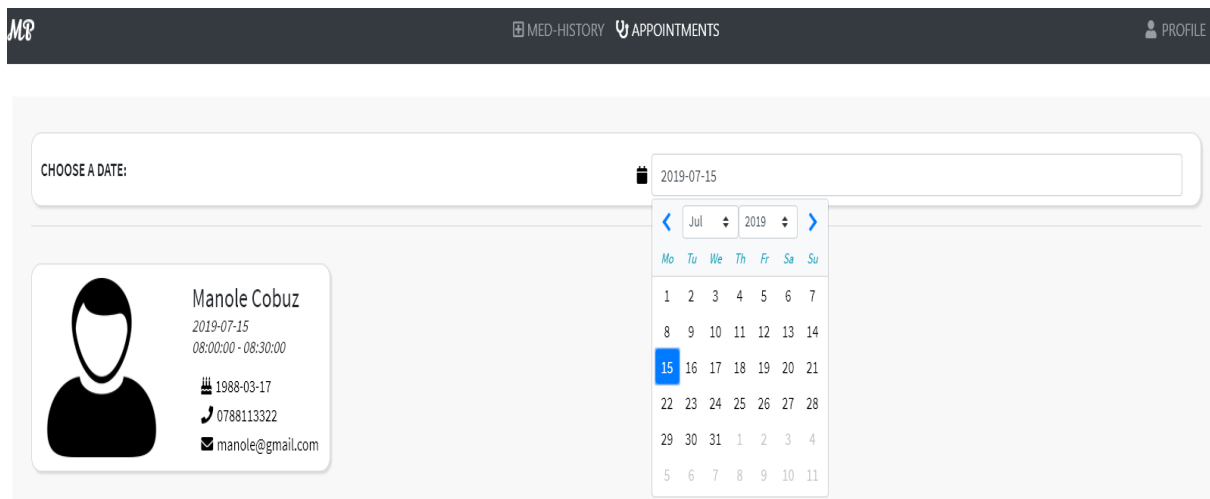 MP MED-HISTORY APPOINTMENTS PROFILE
CHOOSE A DATE: 2019-07-15
Jul 2019
Mo Tu We Th Fr Sa Su
1 2 3 4 5 6 7
8 9 10 11 12 13 14
15 16 17 18 19 20 21
22 23 24 25 26 27 28
29 30 31 1 2 3 4
5 6 7 8 9 10 11
Manole Cobuz
2019-07-15
08:00:00 - 08:30:00
1988-03-17
0788113322
manole@gmail.com